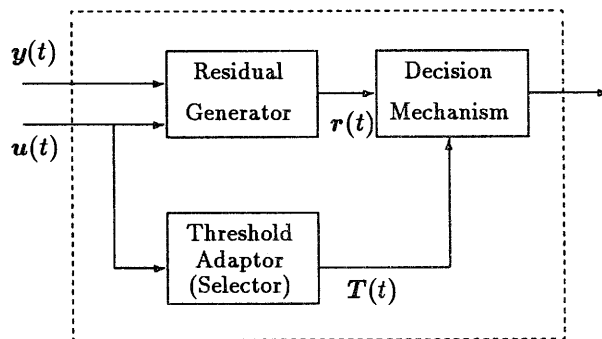 y(t)
u(t)
Residual
Generator
r(t)
Decision
Mechanism
Threshold
Adaptor
(Selector)
T(t)